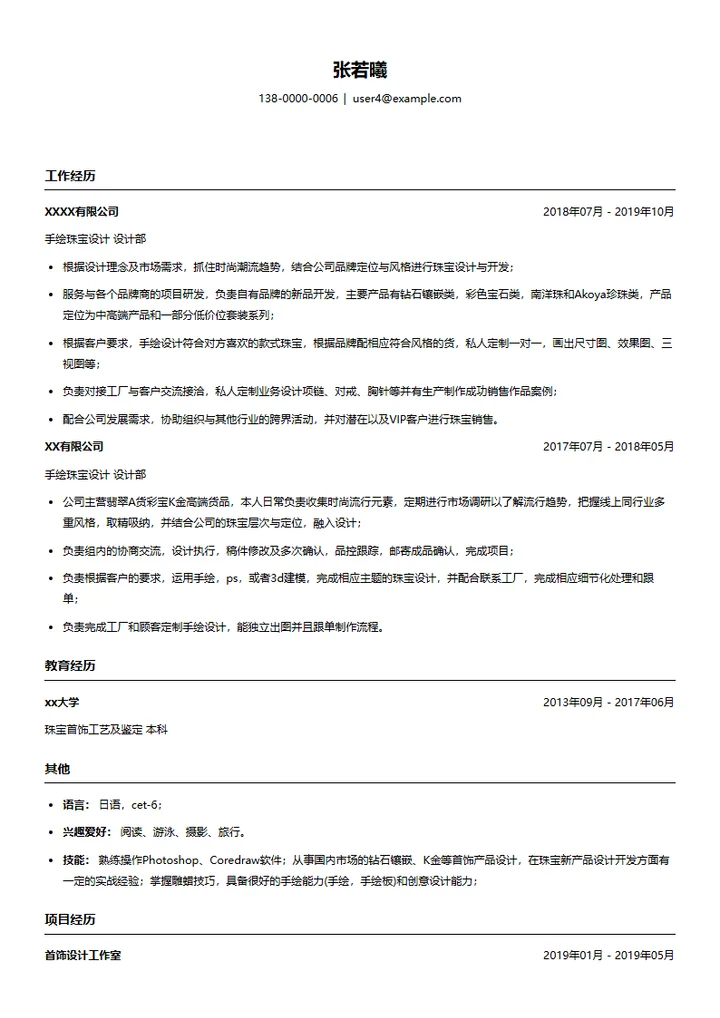 张若曦
138-0000-0006 | user4@example.com
工作经历
XXXX有限公司 2018年07月 - 2019年10月
手绘珠宝设计 设计部
• 根据设计理念及市场需求，抓住时尚潮流趋势，结合公司品牌定位与风格进行珠宝设计与开发；
• 服务与各个品牌商的项目研发，负责自有品牌的新品开发，主要产品有钻石镶嵌类，彩色宝石类，南洋珠和Akoya珍珠类，产品
定位为中高端产品和一部分低价位套装系列；
• 根据客户要求，手绘设计符合对方喜欢的款式珠宝，根据品牌配相应符合风格的货，私人定制一对一，画出尺寸图、效果图、三
视图等；
• 负责对接工厂与客户交流接洽，私人定制业务设计项链、对戒、胸针等并有生产制作成功销售作品案例；
• 配合公司发展需求，协助组织与其他行业的跨界活动，并对潜在以及VIP客户进行珠宝销售。
XX有限公司 2017年07月 - 2018年05月
手绘珠宝设计 设计部
• 公司主营翡翠A货彩宝K金高端货品，本人日常负责收集时尚流行元素，定期进行市场调研以了解流行趋势，把握线上同行业多
重风格，取精吸纳，并结合公司的珠宝层次与定位，融入设计；
• 负责组内的协商交流，设计执行，稿件修改及多次确认，品控跟踪，邮寄成品确认，完成项目；
• 负责根据客户的要求，运用手绘，ps，或者3d建模，完成相应主题的珠宝设计，并配合联系工厂，完成相应细节化处理和跟
单；
• 负责完成工厂和顾客定制手绘设计，能独立出图并且跟单制作流程。
教育经历
xx大学 2013年09月 - 2017年06月
珠宝首饰工艺及鉴定 本科
其他
• 语言： 日语，cet-6；
• 兴趣爱好： 阅读、游泳、摄影、旅行。
• 技能： 熟练操作Photoshop、Coredraw软件；从事国内市场的钻石镶嵌、K金等首饰产品设计，在珠宝新产品设计开发方面有
一定的实战经验；掌握雕蜡技巧，具备很好的手绘能力(手绘，手绘板)和创意设计能力；
项目经历
首饰设计工作室 2019年01月 - 2019年05月